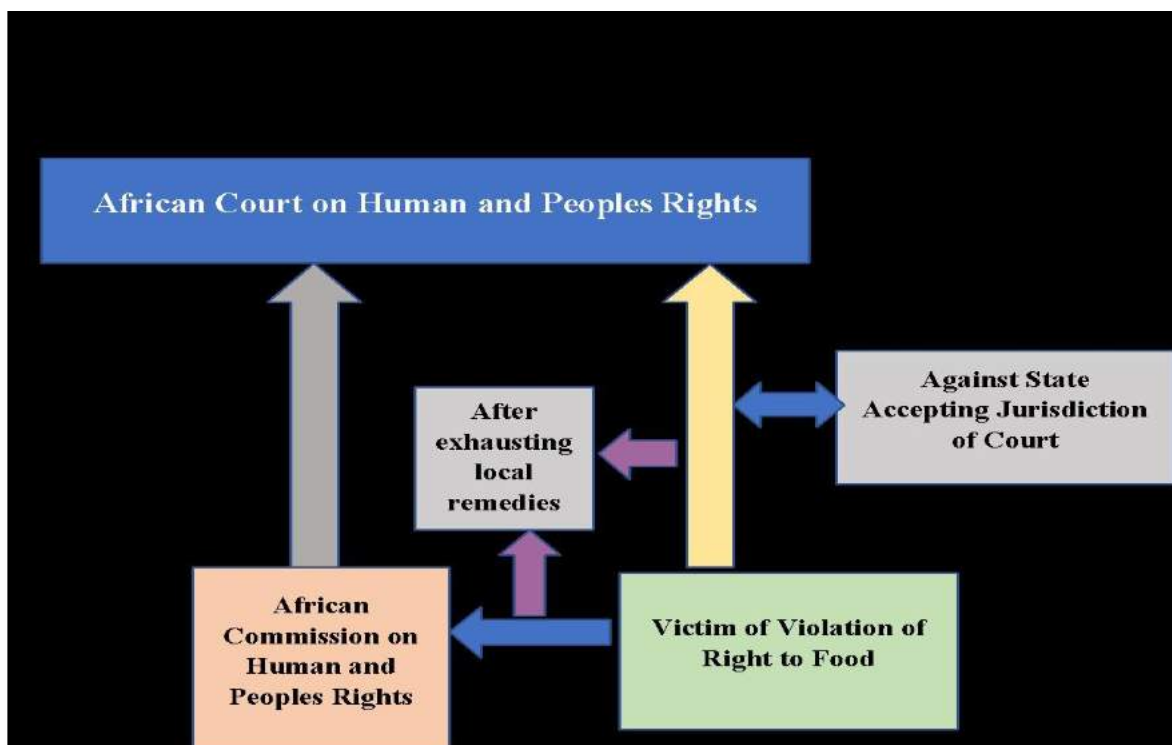 African Court on Human and Peoples Rights
Against State
Accepting Jurisdiction
of Court
After
exhausting
local
remedies
African
Commission on
Human and
Peoples Rights
Victim of Violation of
Right to Food